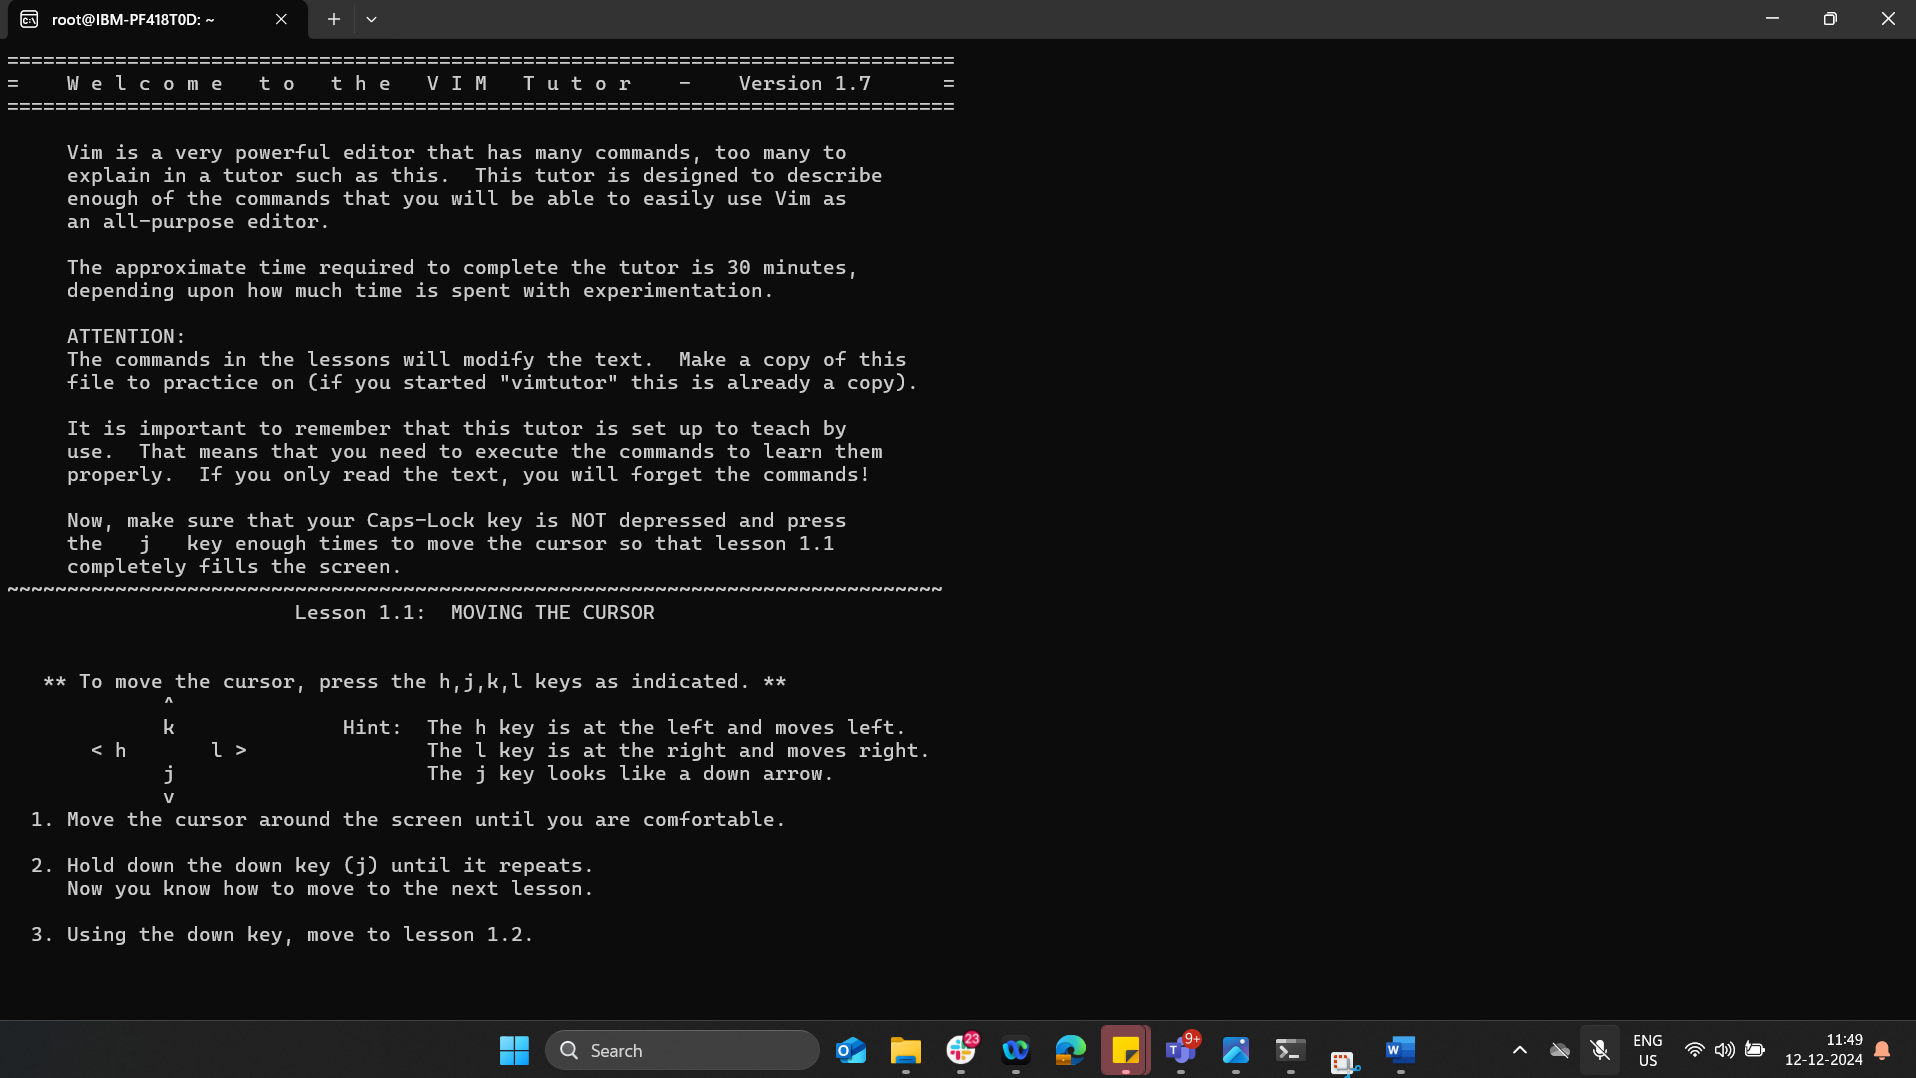 root@IBM-PF418T0D: ~
===============================================================================
=    W e l c o m e   t o   t h e   V I M   T u t o r    -    Version 1.7      =
===============================================================================
     Vim is a very powerful editor that has many commands, too many to
     explain in a tutor such as this.  This tutor is designed to describe
     enough of the commands that you will be able to easily use Vim as
     an all-purpose editor.
     The approximate time required to complete the tutor is 30 minutes,
     depending upon how much time is spent with experimentation.
     ATTENTION:
     The commands in the lessons will modify the text.  Make a copy of this
     file to practice on (if you started "vimtutor" this is already a copy).
     It is important to remember that this tutor is set up to teach by
     use.  That means that you need to execute the commands to learn them
     properly.  If you only read the text, you will forget the commands!
     Now, make sure that your Caps-Lock key is NOT depressed and press
     the   j   key enough times to move the cursor so that lesson 1.1
     completely fills the screen.
~~~~~~~~~~~~~~~~~~~~~~~~~~~~~~~~~~~~~~~~~~~~~~~~~~~~~~~~~~~~~~~~~~~~~~~~~~~~~~
                        Lesson 1.1:  MOVING THE CURSOR
   ** To move the cursor, press the h,j,k,l keys as indicated. **
             ^
             k              Hint:  The h key is at the left and moves left.
       < h       l >               The l key is at the right and moves right.
             j                     The j key looks like a down arrow.
             v
  1. Move the cursor around the screen until you are comfortable.
  2. Hold down the down key (j) until it repeats.
     Now you know how to move to the next lesson.
  3. Using the down key, move to lesson 1.2.
Search
23
9+
ENG
US
11:49
12-12-2024